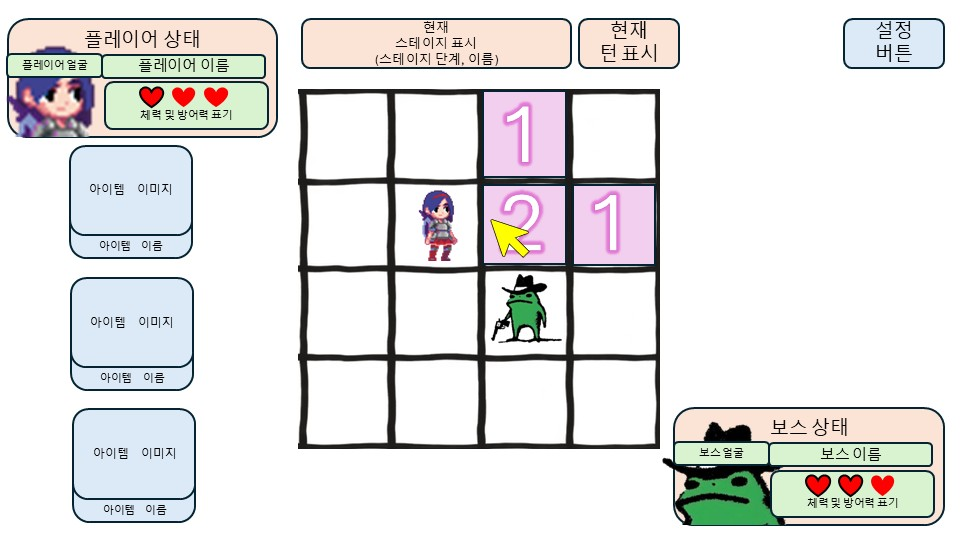 플레이어 상태
플레이어 얼굴
플레이어 이름
체력 및 방어력 표기
현재
스테이지 표시
(스테이지 단계, 이름)
현재
턴 표시
설정
버튼
아이템 이미지
아이템 이름
아이템 이미지
아이템 이름
아이템 이미지
아이템 이름
1
2
1
보스 상태
보스 얼굴
보스 이름
체력 및 방어력 표기